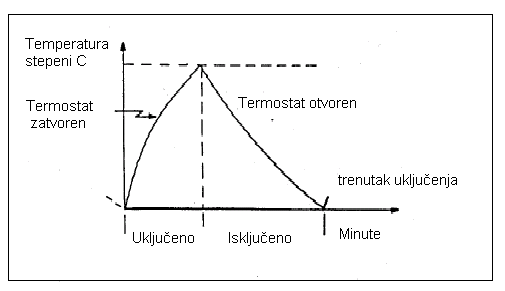 Temperatura
stepeni C
Termostat
zatvoren
Termostat otvoren
trenutak uključenja
Uključeno
Isključeno
Minute